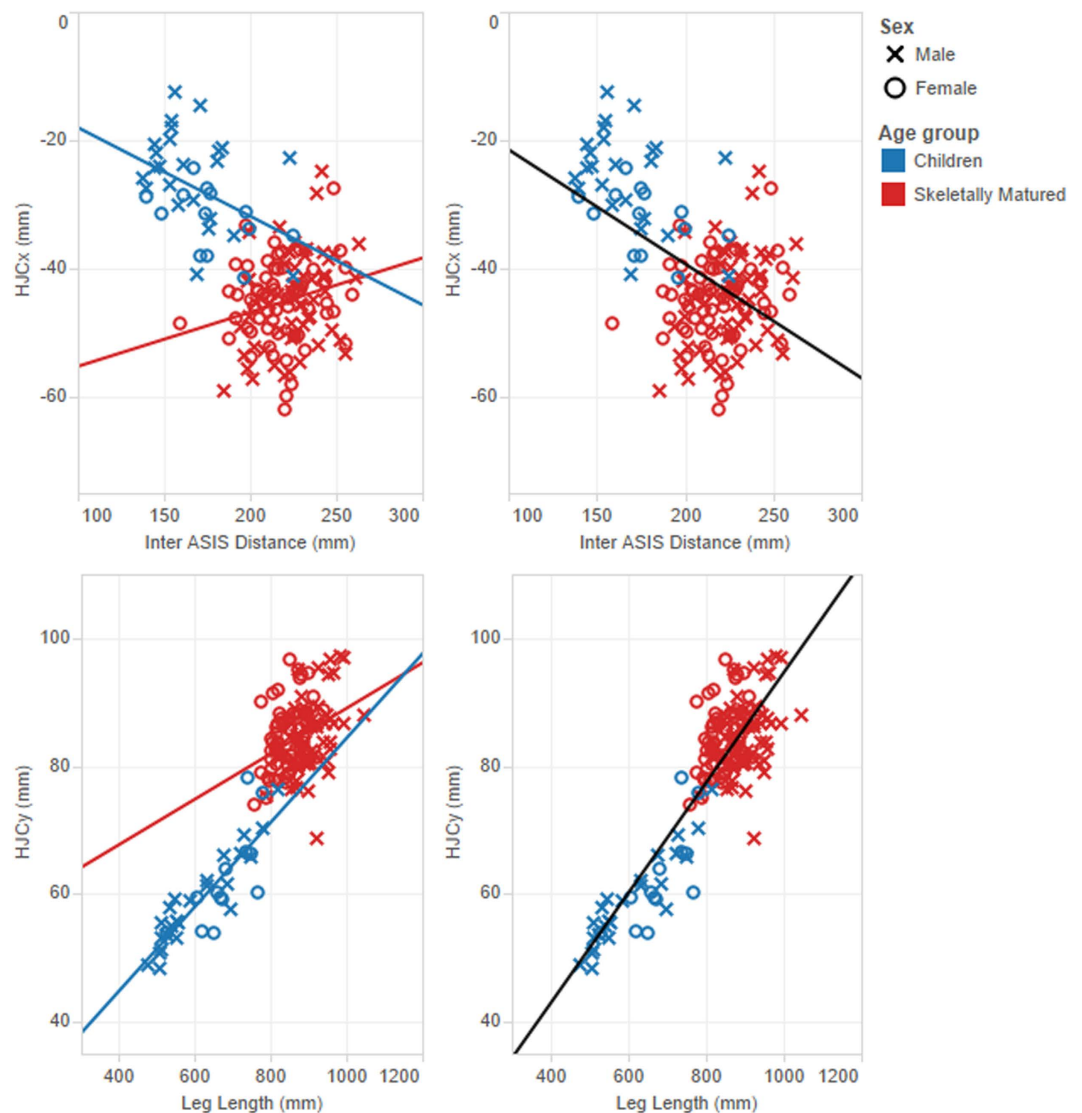 0
-20
-40
-60
HJCx (mm)
100 150 200 250 300
Inter ASIS Distance (mm)
0
-20
-40
-60
HJCx (mm)
100 150 200 250 300
Inter ASIS Distance (mm)
Sex
Male
Female
Age group
Children
Skeletally Matured
100
80
60
40
HJCy (mm)
400 600 800 1000 1200
Leg Length (mm)
100
80
60
40
HJCy (mm)
400 600 800 1000 1200
Leg Length (mm)